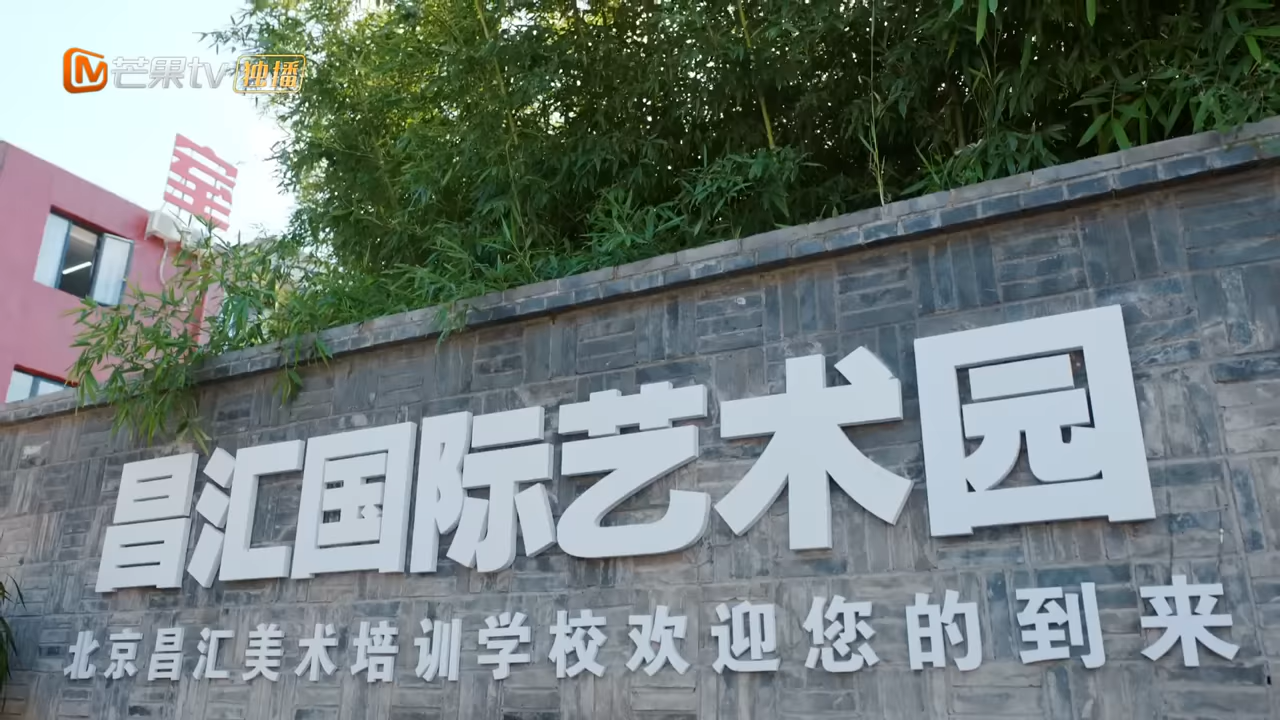 芒果tv独播
昌汇国际艺术园
北京昌汇美术培训学校欢迎您的到来